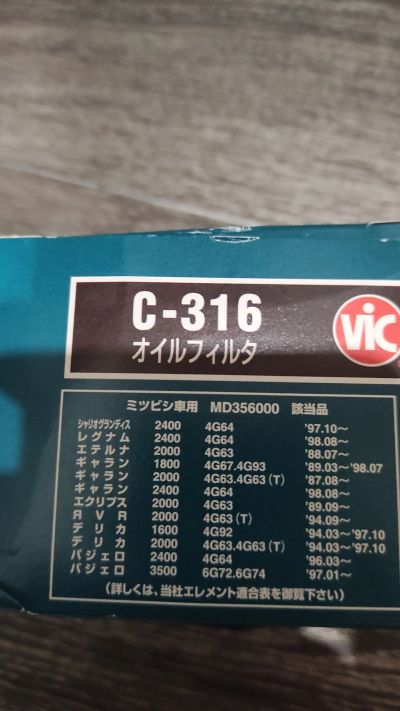 C-316
オイルフィルタ
VIC
ミツビシ車用 MD356000 該当品
シャリオグランディス 2400 4G64 '97.10~
レグナム 2400 4G64 '98.08~
エテルナ 2000 4G63 '88.07~
ギャラン 1800 4G67.4G93 '89.03~'98.07
ギャラン 2000 4G63.4G63(T) '87.08~
ギャラン 2400 4G64 '98.08~
エクリプス 2000 4G63 '89.09~
RVR 2000 4G63(T) '94.09~
デリカ 1600 4G92 '94.03~'97.10
デリカ 2000 4G63.4G63(T) '94.03~'97.10
パジェロ 2400 4G64 '96.03~
パジェロ 3500 6G72.6G74 '97.01~
(詳しくは、当社エレメント適合表を御覧下さい)